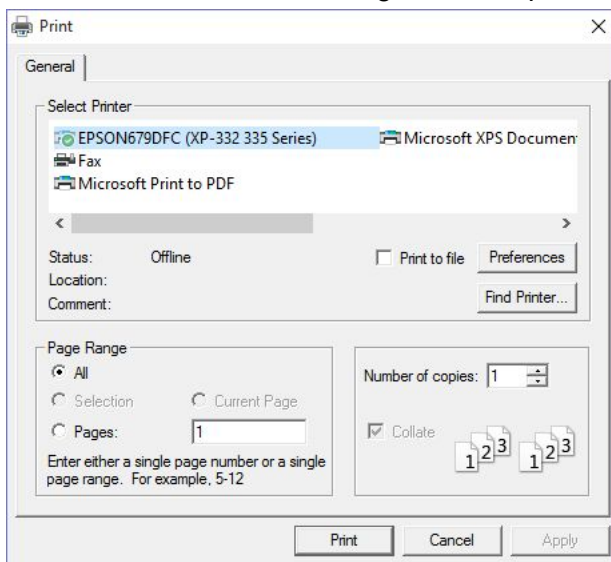 Print
General
Select Printer
EPSON679DFC (XP-332 335 Series)
Microsoft XPS Documen
Fax
Microsoft Print to PDF
Status: Offline
Print to file
Preferences
Location:
Comment:
Find Printer...
Page Range
All
Selection
Current Page
Pages: 1
Enter either a single page number or a single
page range. For example, 5-12
Number of copies: 1
Collate
1 2 3 1 2 3
Print
Cancel
Apply